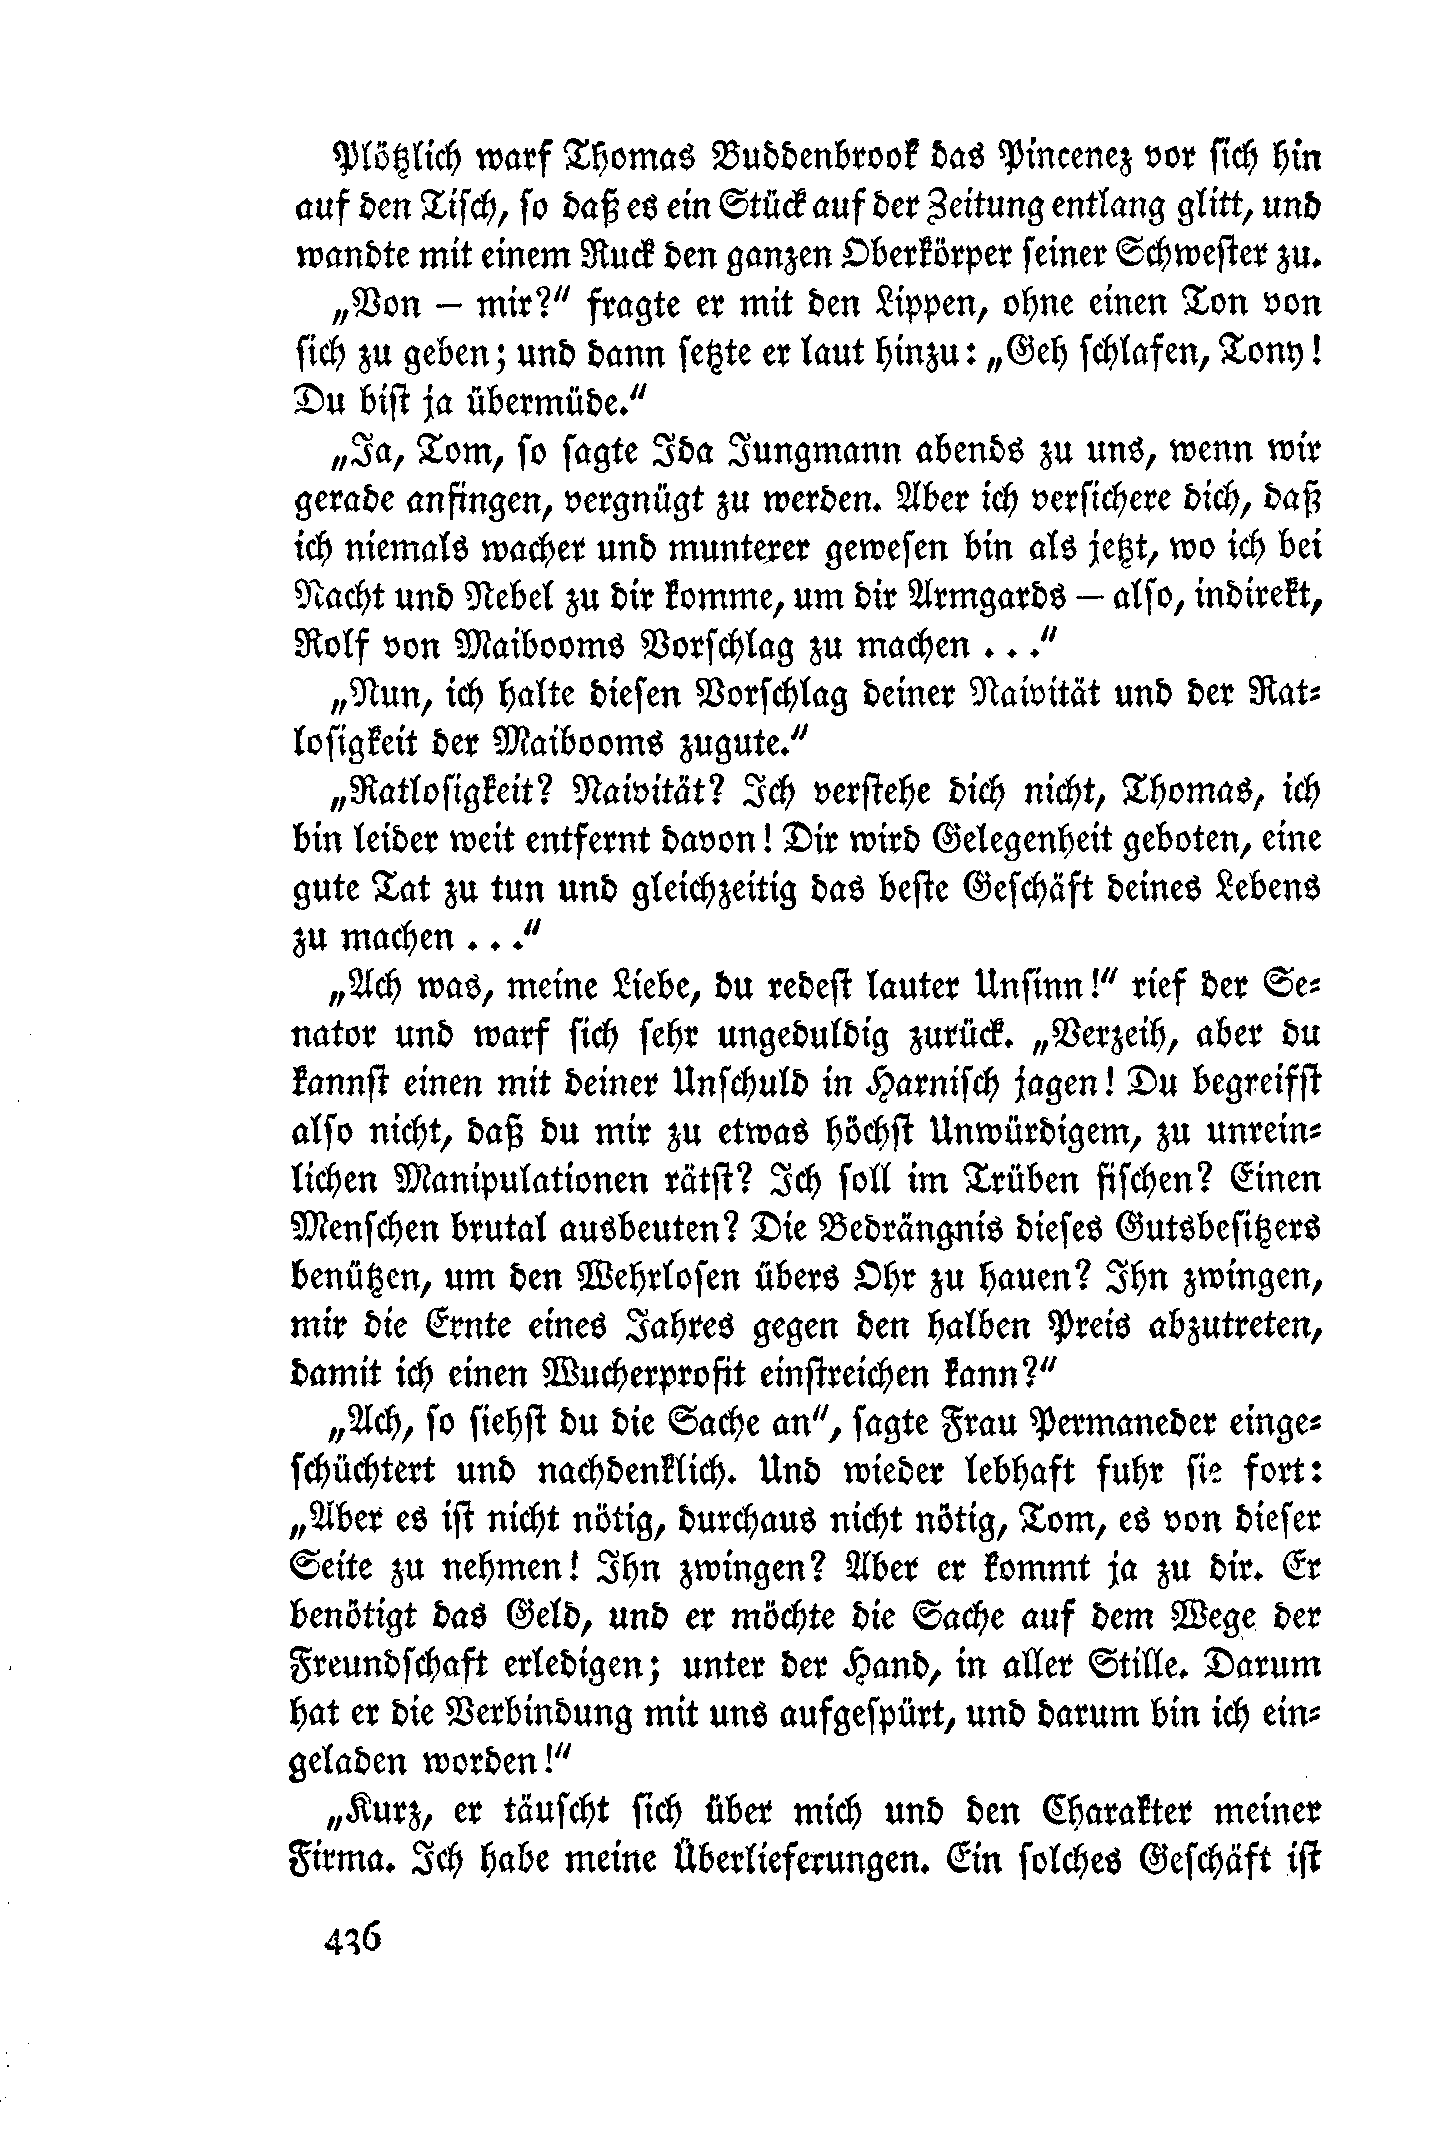 Plötzlich warf Thomas Buddenbrook das Pincenez vor sich hin
auf den Tisch, so daß es ein Stück auf der Zeitung entlang glitt, und
wandte mit einem Ruck den ganzen Oberkörper seiner Schwester zu.
„Von – mir?“ fragte er mit den Lippen, ohne einen Ton von
sich zu geben; und dann setzte er laut hinzu: „Geh schlafen, Tony!
Du bist ja übermüde.“
„Ja, Tom, so sagte Ida Jungmann abends zu uns, wenn wir
gerade anfingen, vergnügt zu werden. Aber ich versichere dich, daß
ich niemals wacher und munterer gewesen bin als jetzt, wo ich bei
Nacht und Nebel zu dir komme, um dir Armgards – also, indirekt,
Rolf von Maibooms Vorschlag zu machen . . .“
„Nun, ich halte diesen Vorschlag deiner Naivität und der Rat-
losigkeit der Maibooms zugute.“
„Ratlosigkeit? Naivität? Ich verstehe dich nicht, Thomas, ich
bin leider weit entfernt davon! Dir wird Gelegenheit geboten, eine
gute Tat zu tun und gleichzeitig das beste Geschäft deines Lebens
zu machen . . .“
„Ach was, meine Liebe, du redest lauter Unsinn!“ rief der Se-
nator und warf sich sehr ungeduldig zurück. „Verzeih, aber du
kannst einen mit deiner Unschuld in Harnisch jagen! Du begreifst
also nicht, daß du mir zu etwas höchst Unwürdigem, zu unrein-
lichen Manipulationen rätst? Ich soll im Trüben fischen? Einen
Menschen brutal ausbeuten? Die Bedrängnis dieses Gutsbesitzers
benützen, um den Wehrlosen übers Ohr zu hauen? Ihn zwingen,
mir die Ernte eines Jahres gegen den halben Preis abzutreten,
damit ich einen Wucherprofit einstreichen kann?“
„Ach, so siehst du die Sache an“, sagte Frau Permaneder einge-
schüchtert und nachdenklich. Und wieder lebhaft fuhr sie fort:
„Aber es ist nicht nötig, durchaus nicht nötig, Tom, es von dieser
Seite zu nehmen! Ihn zwingen? Aber er kommt ja zu dir. Er
benötigt das Geld, und er möchte die Sache auf dem Wege der
Freundschaft erledigen; unter der Hand, in aller Stille. Darum
hat er die Verbindung mit uns aufgespürt, und darum bin ich ein-
geladen worden!“
„Kurz, er täuscht sich über mich und den Charakter meiner
Firma. Ich habe meine Überlieferungen. Ein solches Geschäft ist
436